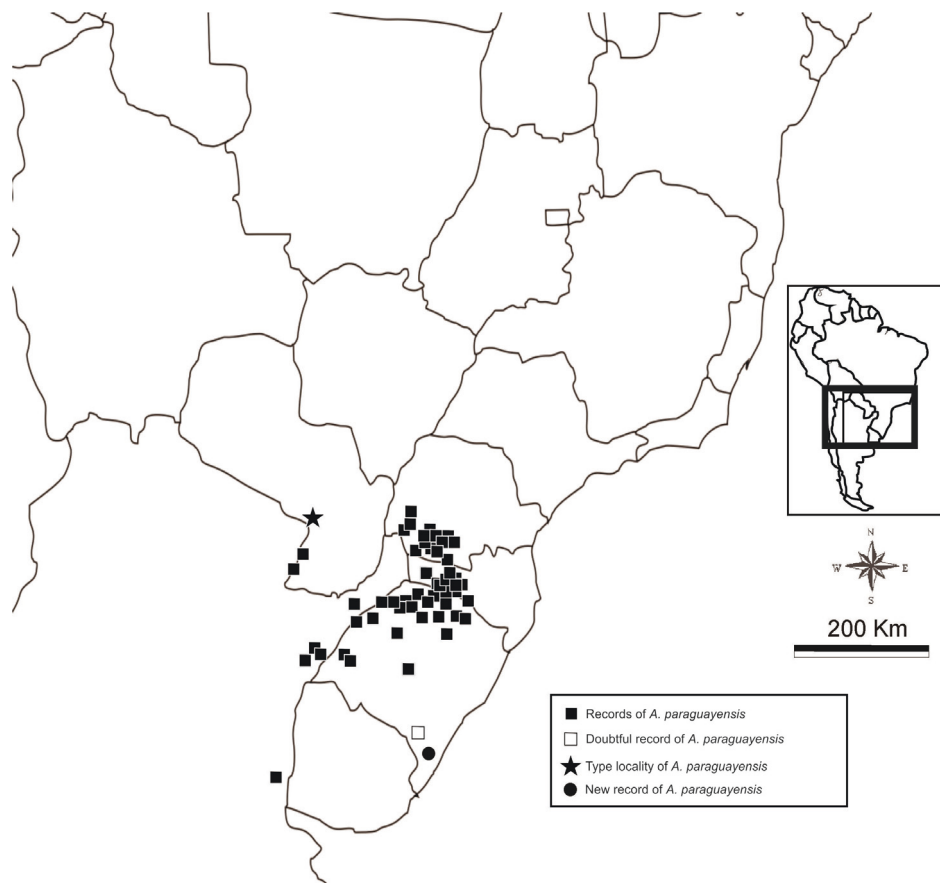 N
W E
S
200 Km
Records of A. paraguayensis
Doubtful record of A. paraguayensis
Type locality of A. paraguayensis
New record of A. paraguayensis